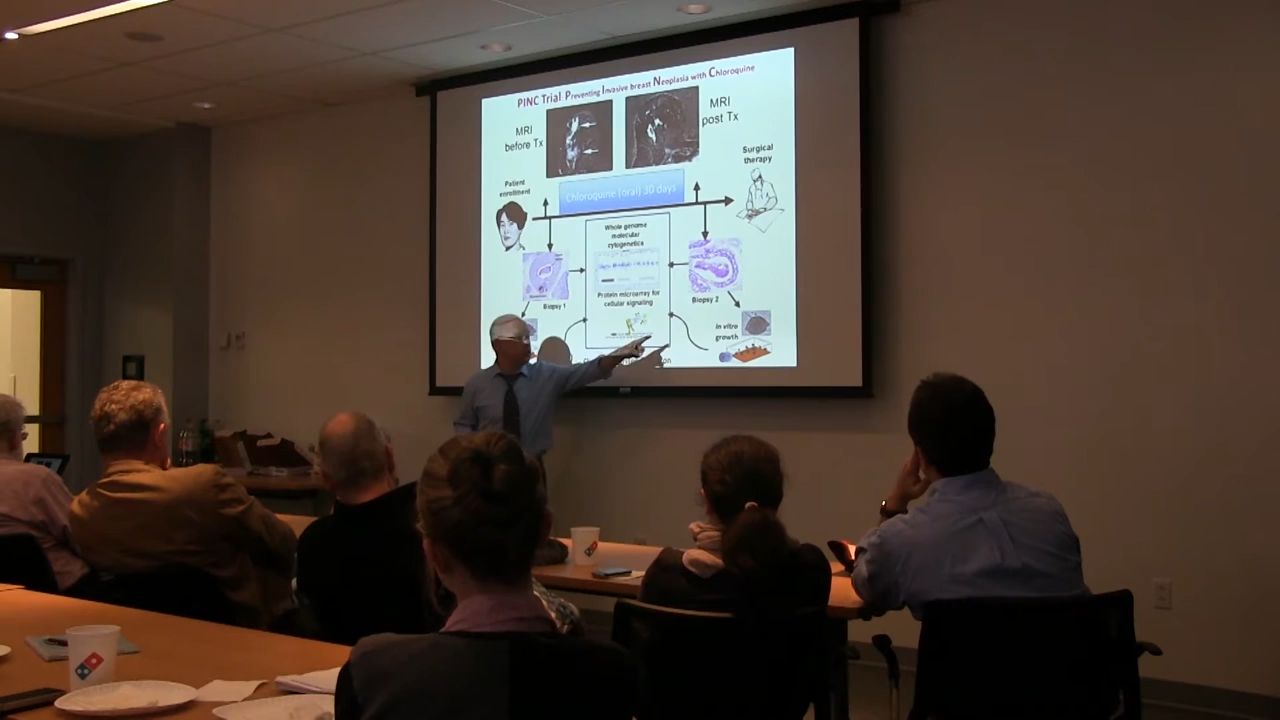 PINC Trial Preventing Invasive breast Neoplasia with Chloroquine
MRI
before Tx
MRI
post Tx
Surgical
therapy
Patient
enrollment
Chloroquine (oral) 30 days
Whole genome
molecular
cytogenetics
Biopsy 1
Protein microarray for
cellular signaling
Biopsy 2
in vitro
growth